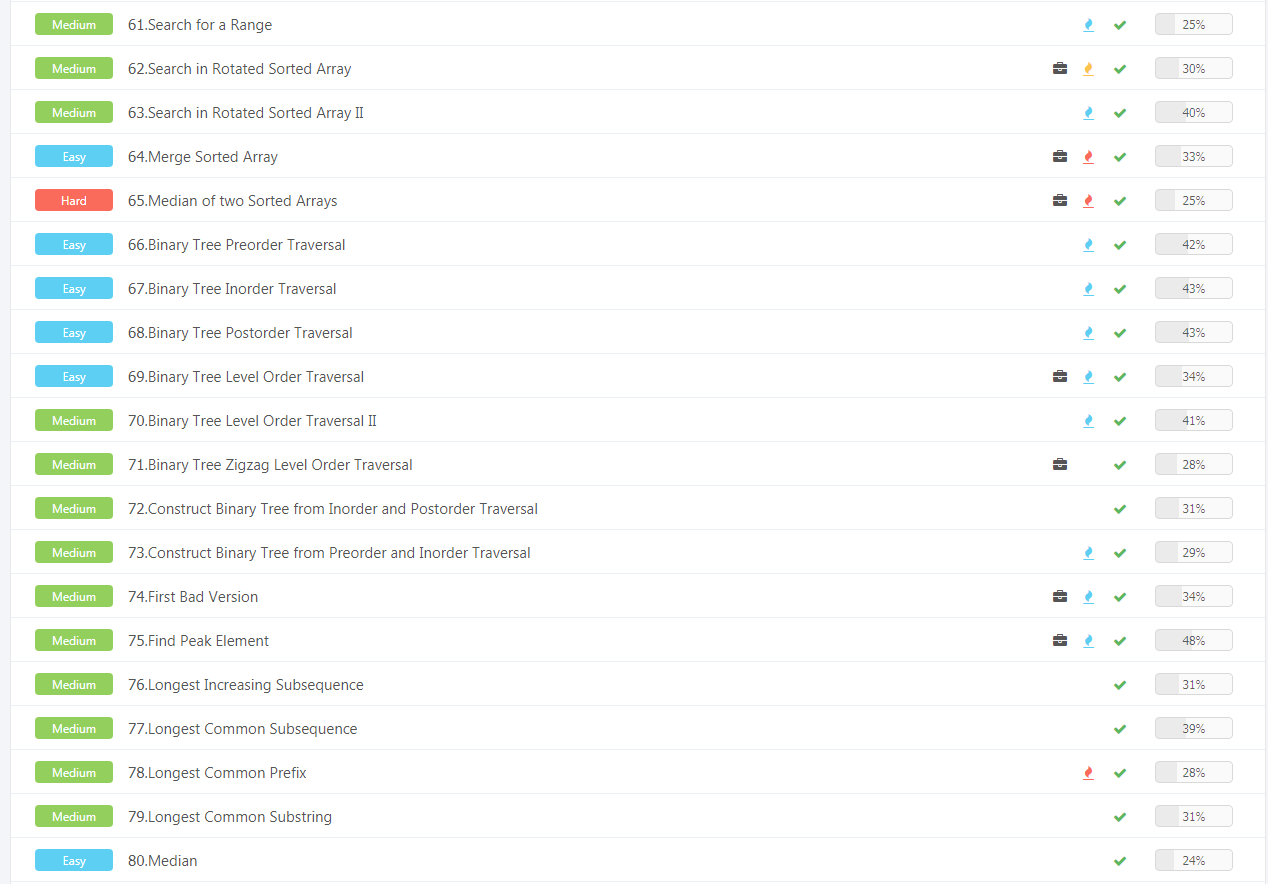 Medium 61.Search for a Range 25%
Medium 62.Search in Rotated Sorted Array 30%
Medium 63.Search in Rotated Sorted Array II 40%
Easy 64.Merge Sorted Array 33%
Hard 65.Median of two Sorted Arrays 25%
Easy 66.Binary Tree Preorder Traversal 42%
Easy 67.Binary Tree Inorder Traversal 43%
Easy 68.Binary Tree Postorder Traversal 43%
Easy 69.Binary Tree Level Order Traversal 34%
Medium 70.Binary Tree Level Order Traversal II 41%
Medium 71.Binary Tree Zigzag Level Order Traversal 28%
Medium 72.Construct Binary Tree from Inorder and Postorder Traversal 31%
Medium 73.Construct Binary Tree from Preorder and Inorder Traversal 29%
Medium 74.First Bad Version 34%
Medium 75.Find Peak Element 48%
Medium 76.Longest Increasing Subsequence 31%
Medium 77.Longest Common Subsequence 39%
Medium 78.Longest Common Prefix 28%
Medium 79.Longest Common Substring 31%
Easy 80.Median 24%